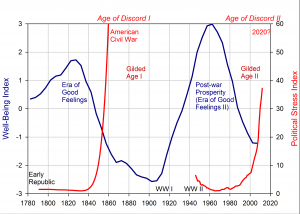 Age of Discord I
Age of Discord II
American
Civil War
2020?
Era of
Good
Feelings
Gilded
Age I
Post-war
Prosperity
(Era of Good
Feelings II)
Gilded
Age II
Early
Republic
WW I
WW II
Well-Being Index
Political Stress Index
3
2
1
0
-1
-2
-3
60
50
40
30
20
10
0
1780 1800 1820 1840 1860 1880 1900 1920 1940 1960 1980 2000 2020